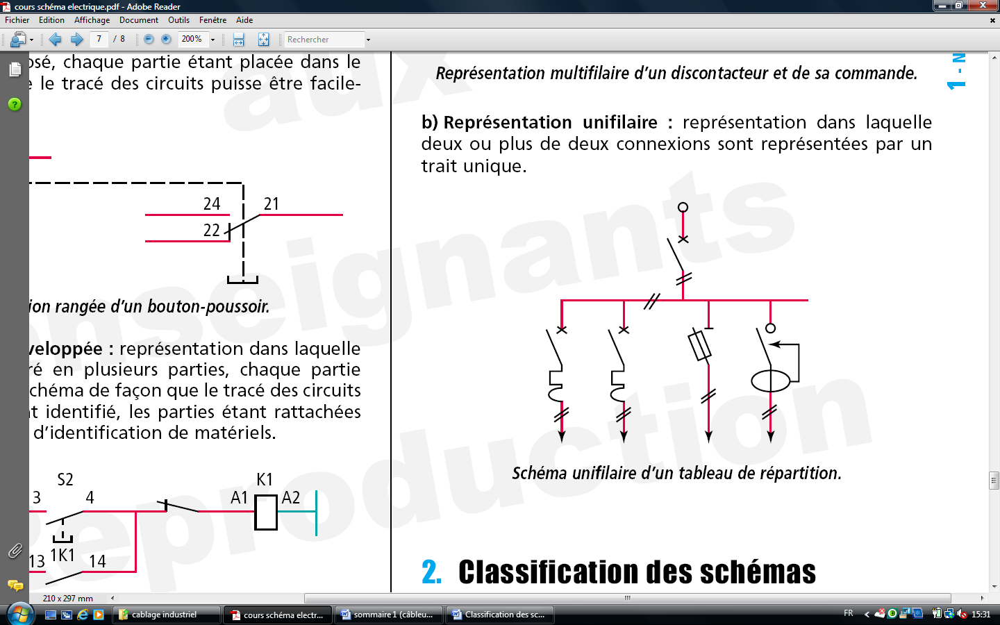 cours schéma electrique.pdf - Adobe Reader
Fichier Edition Affichage Document Outils Fenêtre Aide
7 / 8 200% Rechercher
osé, chaque partie étant placée dans le
e le tracé des circuits puisse être facile-
24 21
22
ion rangée d’un bouton-poussoir.
veloppée : représentation dans laquelle
ré en plusieurs parties, chaque partie
chéma de façon que le tracé des circuits
nt identifié, les parties étant rattachées
d’identification de matériels.
S2 K1
3 4 A1 A2
1K1
13 14
Représentation multifilaire d’un discontacteur et de sa commande.
1 - N
b) Représentation unifilaire : représentation dans laquelle
deux ou plus de deux connexions sont représentées par un
trait unique.
Schéma unifilaire d’un tableau de répartition.
2. Classification des schémas
aux
enseignants
Reproduction
210 x 297 mm
cablage industriel
cours schéma electr...
sommaire 1 (câbleu...
Classification des sc...
FR
15:31